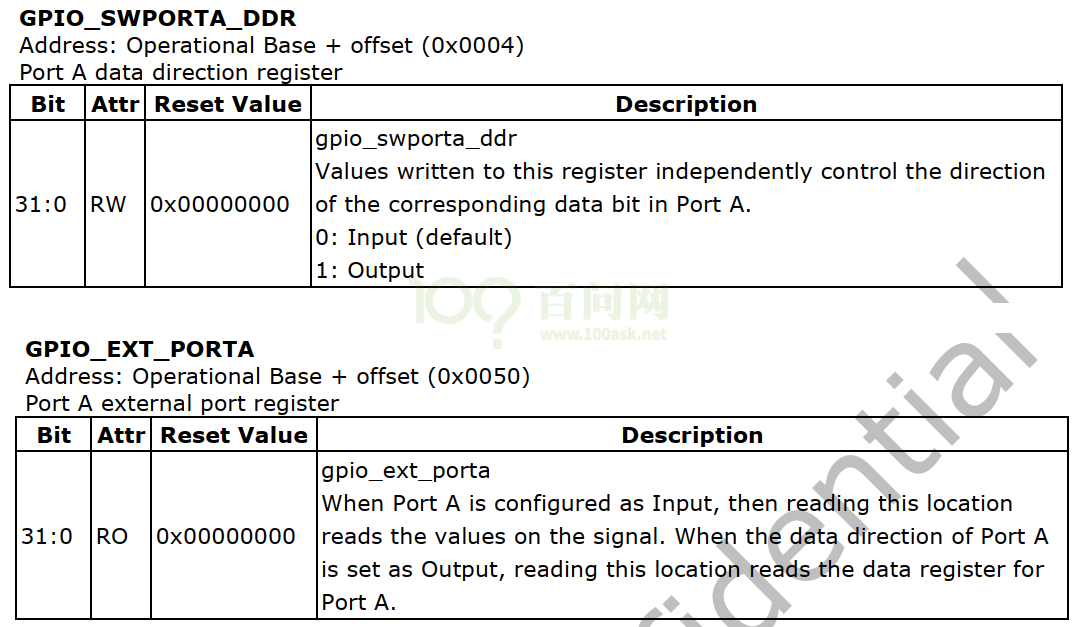 GPIO_SWPORTA_DDR
Address: Operational Base + offset (0x0004)
Port A data direction register
Bit Attr Reset Value Description
gpio_swporta_ddr
Values written to this register independently control the direction
31:0 RW 0x00000000 of the corresponding data bit in Port A.
0: Input (default)
1: Output
100 百问网
www.100ask.net
GPIO_EXT_PORTA
Address: Operational Base + offset (0x0050)
Port A external port register
Bit Attr Reset Value Description
gpio_ext_porta
When Port A is configured as Input, then reading this location
31:0 RO 0x00000000 reads the values on the signal. When the data direction of Port A
is set as Output, reading this location reads the data register for
Port A.
fidential